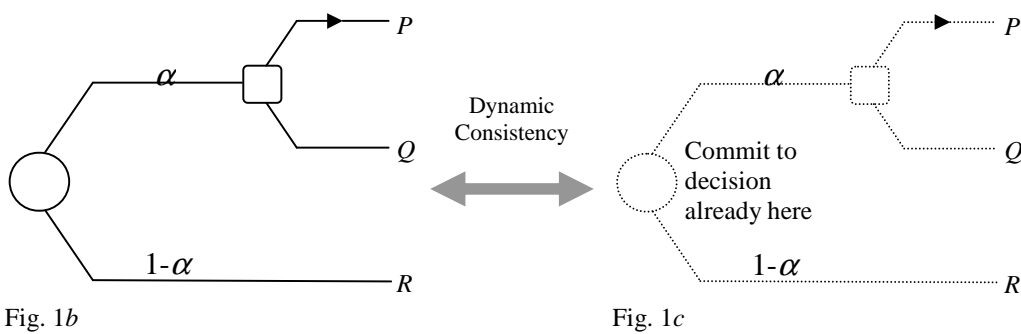 P
α
Q
1-α
R
Fig. 1b
Dynamic
Consistency
P
α
Q
Commit to
decision
already here
1-α
R
Fig. 1c